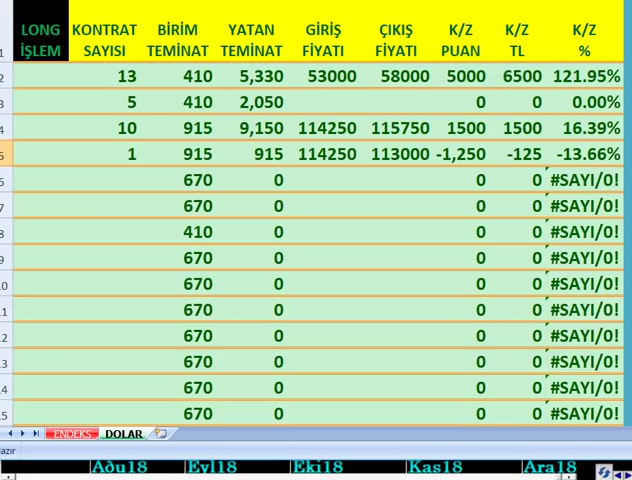 LONG KONTRAT BİRİM YATAN GİRİŞ ÇIKIŞ K/Z K/Z K/Z
1 İŞLEM SAYISI TEMİNAT TEMİNAT FİYATI FİYATI PUAN TL %
2 13 410 5,330 53000 58000 5000 6500 121.95%
3 5 410 2,050 0 0 0.00%
4 10 915 9,150 114250 115750 1500 1500 16.39%
5 1 915 915 114250 113000 -1,250 -125 -13.66%
6 670 0 0 0 #SAYI/0!
7 670 0 0 0 #SAYI/0!
8 410 0 0 0 #SAYI/0!
9 670 0 0 0 #SAYI/0!
10 670 0 0 0 #SAYI/0!
11 670 0 0 0 #SAYI/0!
12 670 0 0 0 #SAYI/0!
13 670 0 0 0 #SAYI/0!
14 670 0 0 0 #SAYI/0!
15 670 0 0 0 #SAYI/0!
ENDEKS DOLAR
azır
Aðu18 Eyl18 Eki18 Kas18 Ara18